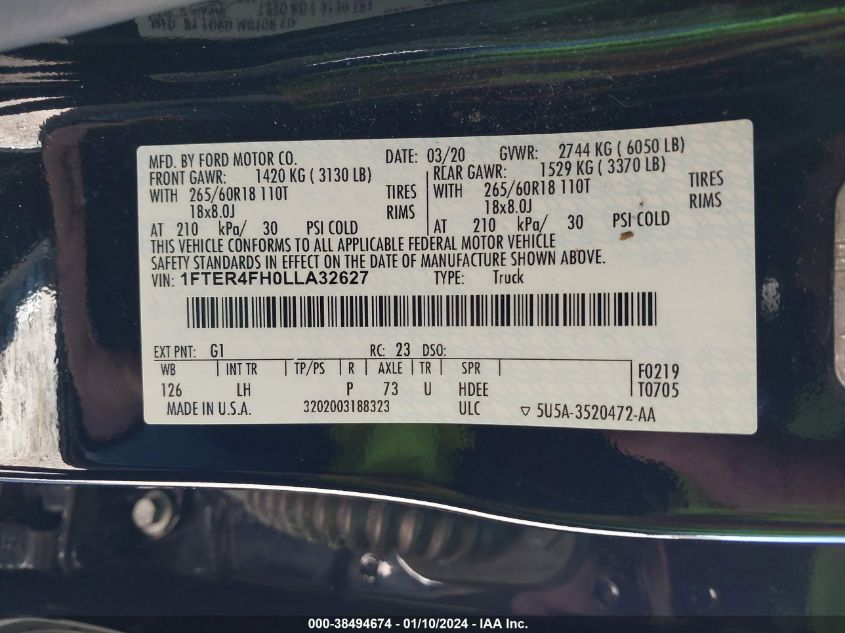 MFD. BY FORD MOTOR CO. DATE: 03/20 GVWR: 2744 KG ( 6050 LB)
FRONT GAWR: 1420 KG ( 3130 LB) REAR GAWR: 1529 KG ( 3370 LB)
WITH 265/60R18 110T TIRES WITH 265/60R18 110T TIRES
18x8.0J RIMS 18x8.0J RIMS
AT 210 kPa/ 30 PSI COLD AT 210 kPa/ 30 PSI COLD
THIS VEHICLE CONFORMS TO ALL APPLICABLE FEDERAL MOTOR VEHICLE
SAFETY STANDARDS IN EFFECT ON THE DATE OF MANUFACTURE SHOWN ABOVE.
VIN: 1FTER4FH0LLA32627 TYPE: Truck
EXT PNT: G1 RC: 23 DSO:
WB INT TR TP/PS R AXLE TR SPR F0219
126 LH P 73 U HDEE T0705
MADE IN U.S.A. 3202003188323 ULC ▽ 5U5A-3520472-AA
000-38494674 - 01/10/2024 - IAA Inc.